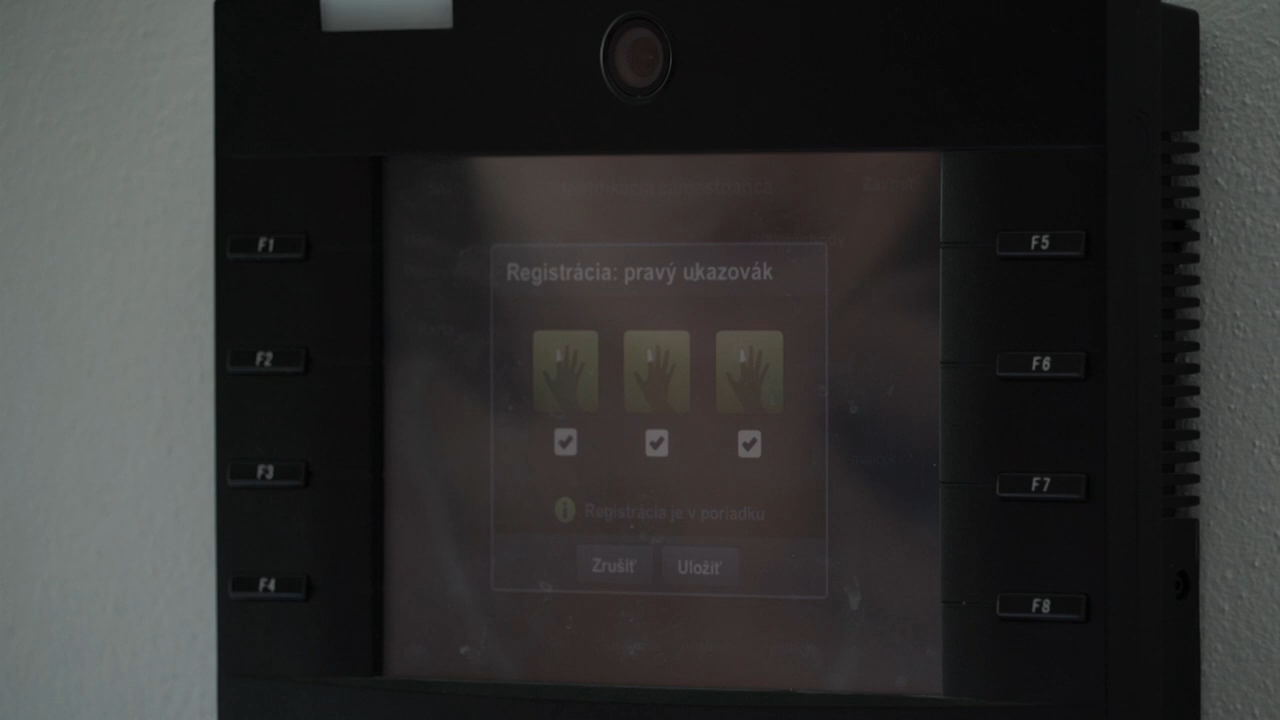 Registrácia: pravý ukazovák
Registrácia je v poriadku
Zrušiť
Uložiť
F1
F2
F3
F4
F5
F6
F7
F8